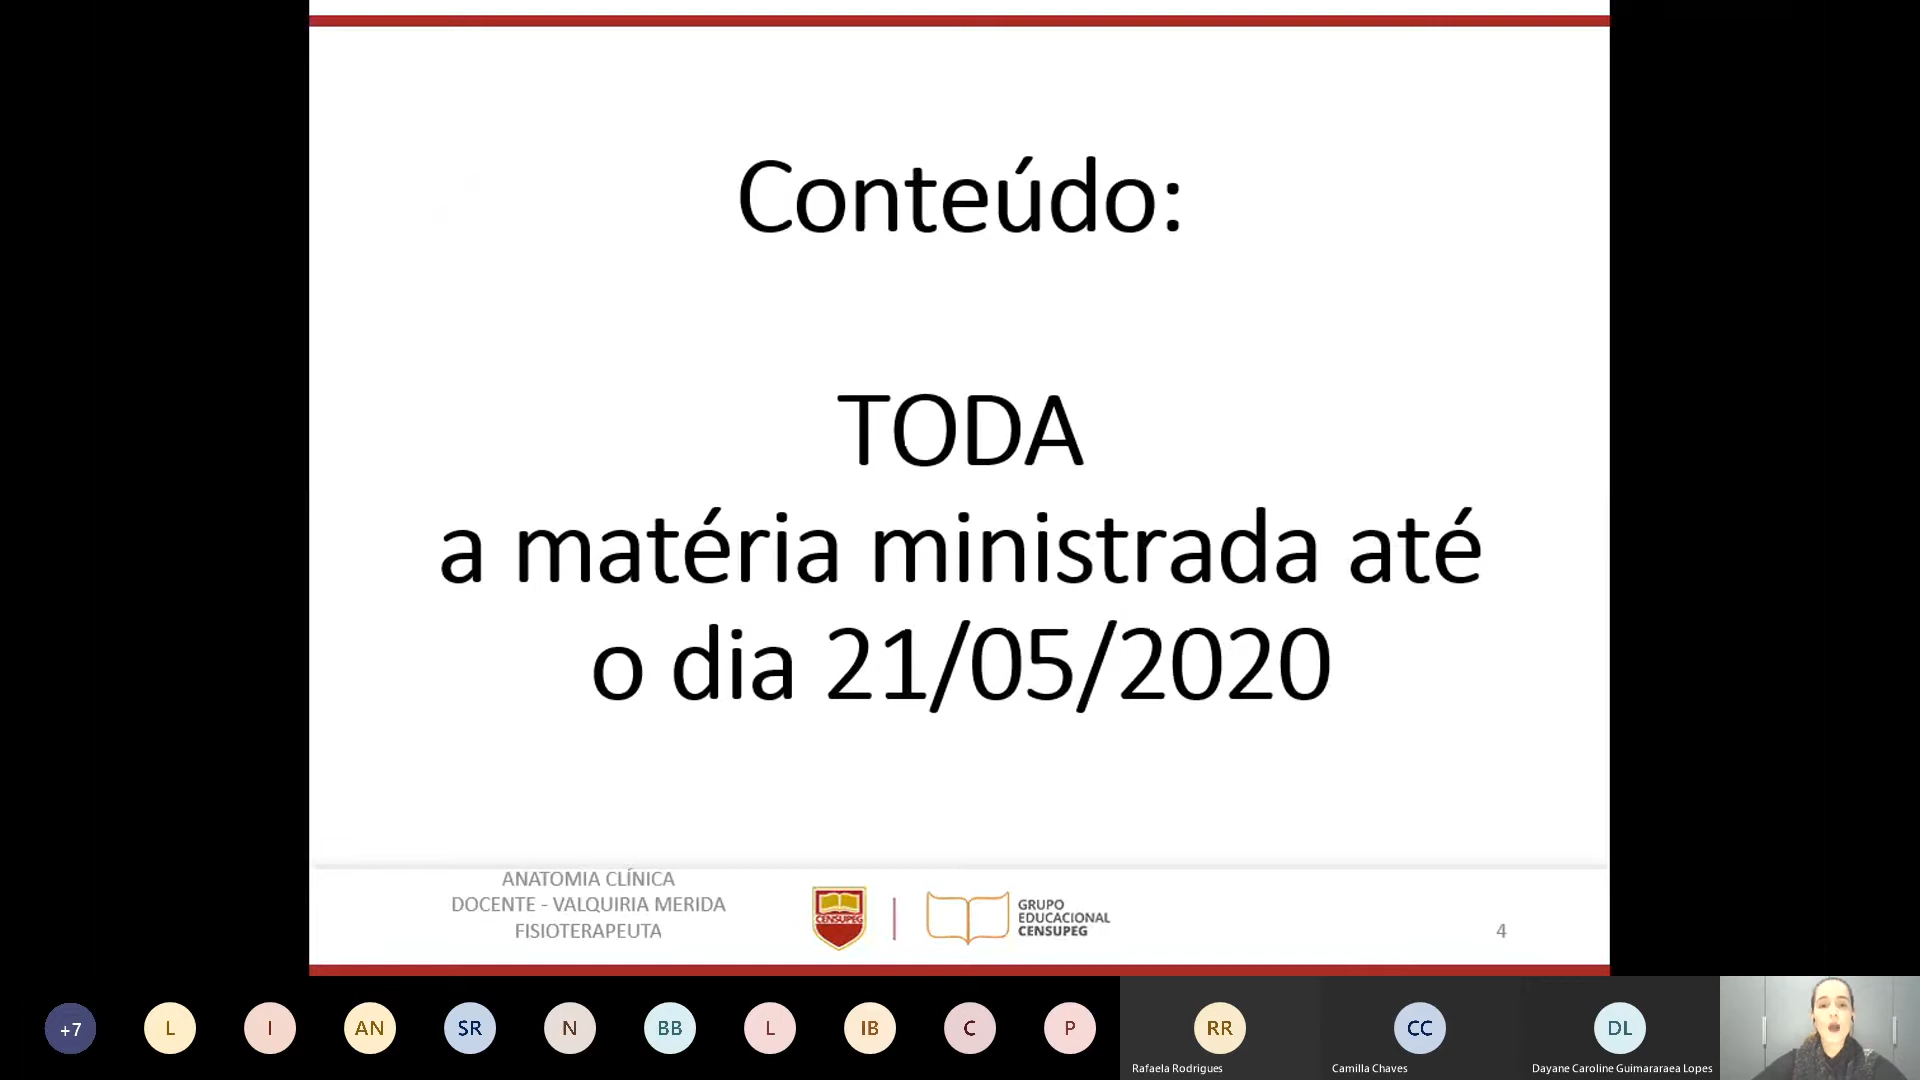 Conteúdo:
TODA
a matéria ministrada até
o dia 21/05/2020
ANATOMIA CLÍNICA
DOCENTE - VALQUIRIA MERIDA
FISIOTERAPEUTA
CENSUPEG
GRUPO
EDUCACIONAL
CENSUPEG
4
+7
L
I
AN
SR
N
BB
L
IB
C
P
RR
CC
DL
Rafaela Rodrigues
Camilla Chaves
Dayane Caroline Guimararaea Lopes